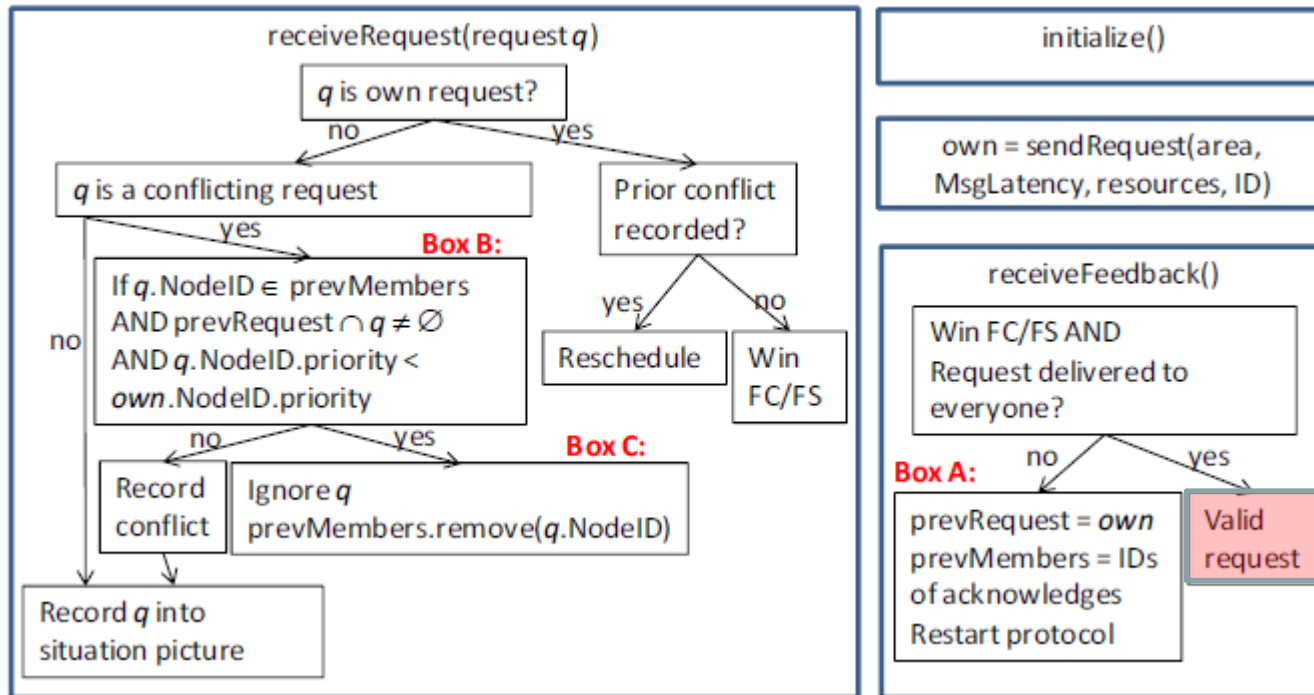 receiveRequest(request q)
q is own request?
no
yes
q is a conflicting request
Prior conflict
recorded?
yes
Box B:
If q.NodeID ∈ prevMembers
AND prevRequest ∩ q ≠ ∅
AND q.NodeID.priority <
own.NodeID.priority
no
yes
no
Reschedule
Win
FC/FS
no
yes
Box C:
Record
conflict
Ignore q
prevMembers.remove(q.NodeID)
Record q into
situation picture
initialize()
own = sendRequest(area,
MsgLatency, resources, ID)
receiveFeedback()
Win FC/FS AND
Request delivered to
everyone?
no
yes
Box A:
prevRequest = own
prevMembers = IDs
of acknowledges
Restart protocol
Valid
request